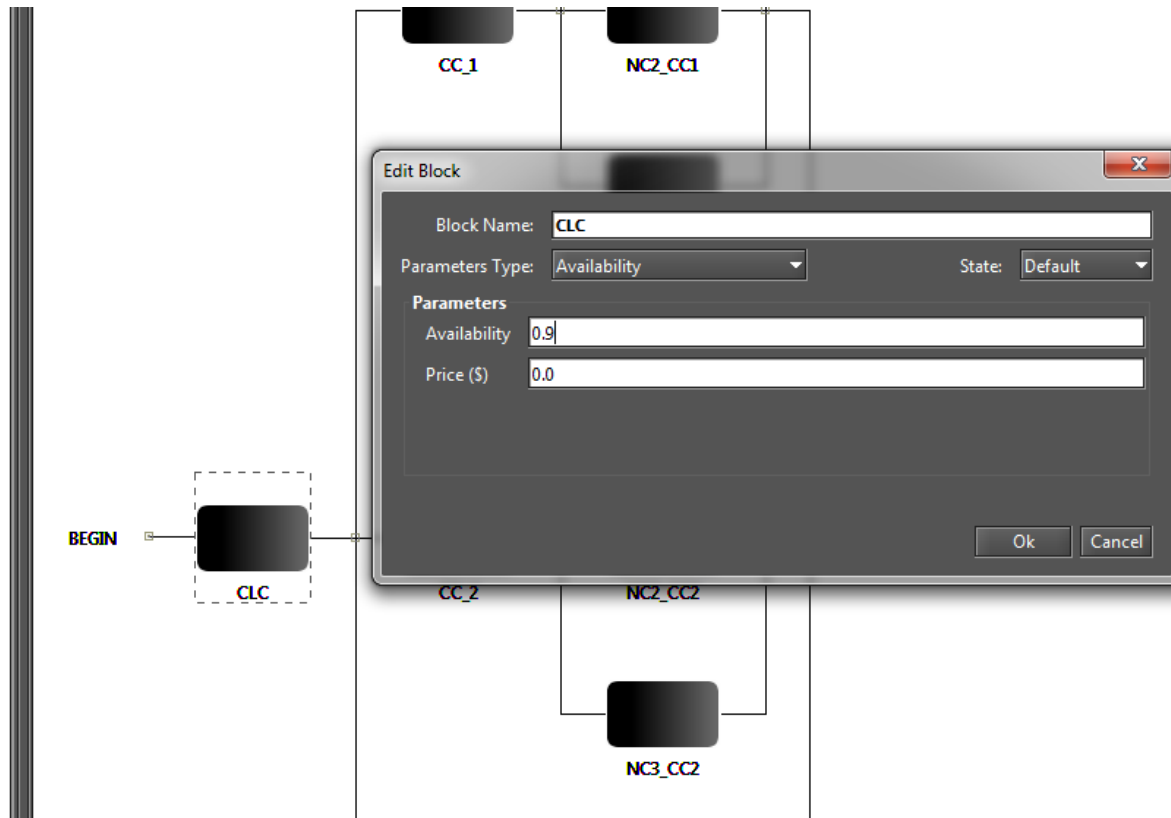 CC_1
NC2_CC1
Edit Block
X
Block Name: CLC
Parameters Type: Availability State: Default
Parameters
Availability 0.9
Price ($) 0.0
Ok Cancel
BEGIN
CLC
CC_2
NC2_CC2
NC3_CC2